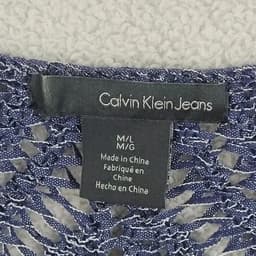 Calvin Klein Jeans
M/L
M/G
Made in China
Fabriqué en
Chine
Hecho en China